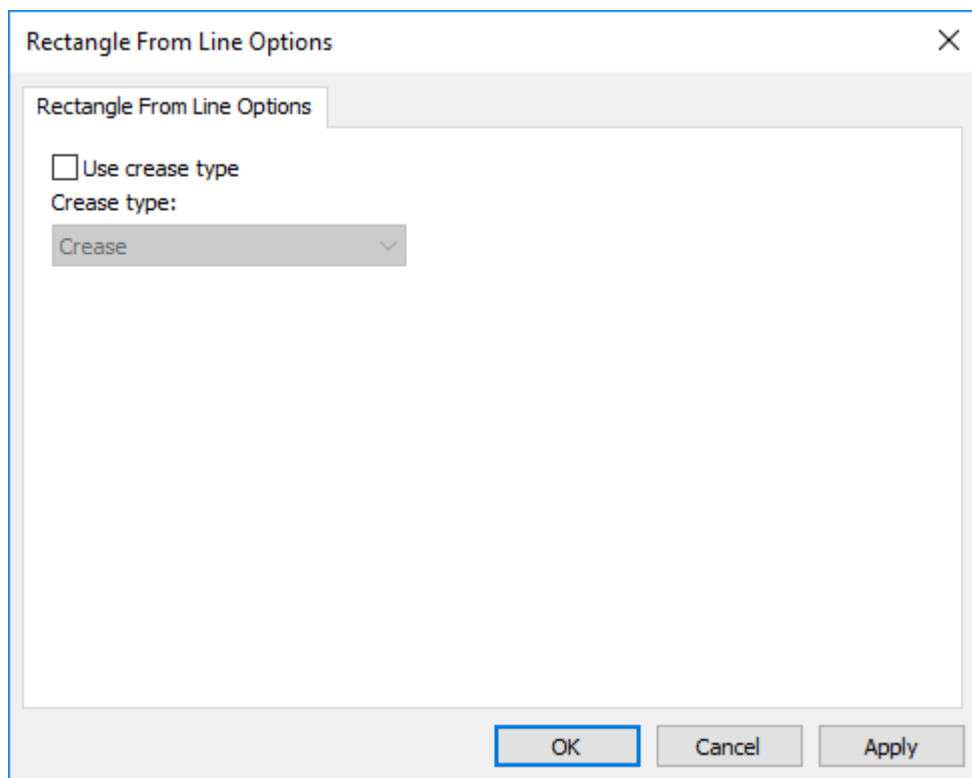 Rectangle From Line Options
Rectangle From Line Options
Use crease type
Crease type:
Crease
OK Cancel Apply